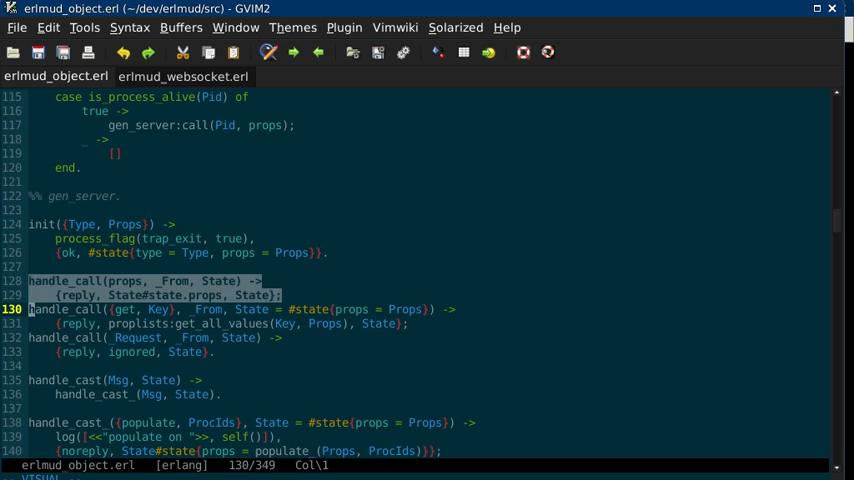 erlmud_object.erl (~/dev/erlmud/src) - GVIM2
File Edit Tools Syntax Buffers Window Themes Plugin Vimwiki Solarized Help
erlmud_object.erl erlmud_websocket.erl
115     case is_process_alive(Pid) of
116         true ->
117             gen_server:call(Pid, props);
118         _ ->
119             []
120     end.
121
122 %% gen_server.
123
124 init({Type, Props}) ->
125     process_flag(trap_exit, true),
126     {ok, #state{type = Type, props = Props}}.
127
128 handle_call(props, _From, State) ->
129     {reply, State#state.props, State};
130 handle_call({get, Key}, _From, State = #state{props = Props}) ->
131     {reply, proplists:get_all_values(Key, Props), State};
132 handle_call(_Request, _From, State) ->
133     {reply, ignored, State}.
134
135 handle_cast(Msg, State) ->
136     handle_cast_(Msg, State).
137
138 handle_cast_({populate, ProcIds}, State = #state{props = Props}) ->
139     log([<<"populate on ">>, self()]),
140     {noreply, State#state{props = populate_(Props, ProcIds)}};
erlmud_object.erl [erlang] 130/349 Col\1
-- VISUAL --